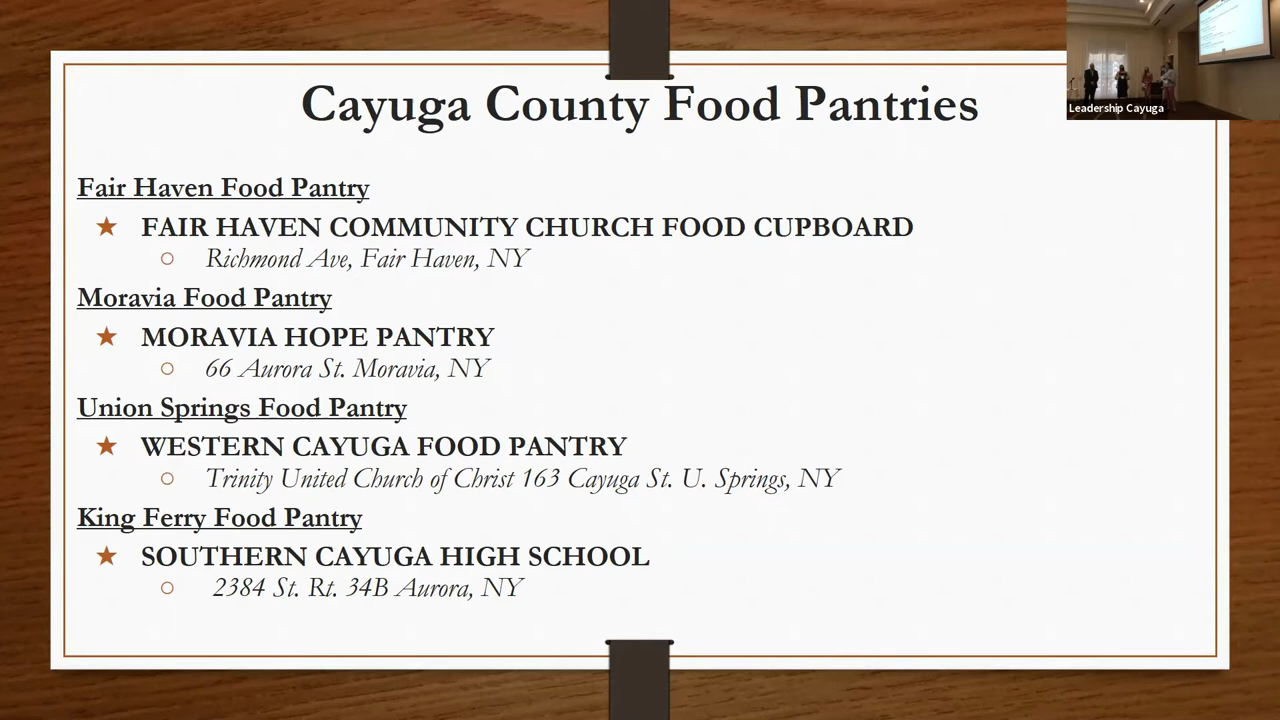 Cayuga County Food Pantries
Leadership Cayuga
Fair Haven Food Pantry
★ FAIR HAVEN COMMUNITY CHURCH FOOD CUPBOARD
○ Richmond Ave, Fair Haven, NY
Moravia Food Pantry
★ MORAVIA HOPE PANTRY
○ 66 Aurora St. Moravia, NY
Union Springs Food Pantry
★ WESTERN CAYUGA FOOD PANTRY
○ Trinity United Church of Christ 163 Cayuga St. U. Springs, NY
King Ferry Food Pantry
★ SOUTHERN CAYUGA HIGH SCHOOL
○ 2384 St. Rt. 34B Aurora, NY